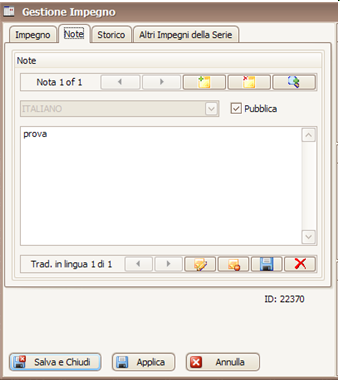 Gestione Impegno
Impegno Note Storico Altri Impegni della Serie
Note
Nota 1 of 1
ITALIANO Pubblica
prova
Trad. in lingua 1 di 1
ID: 22370
Salva e Chiudi Applica Annulla